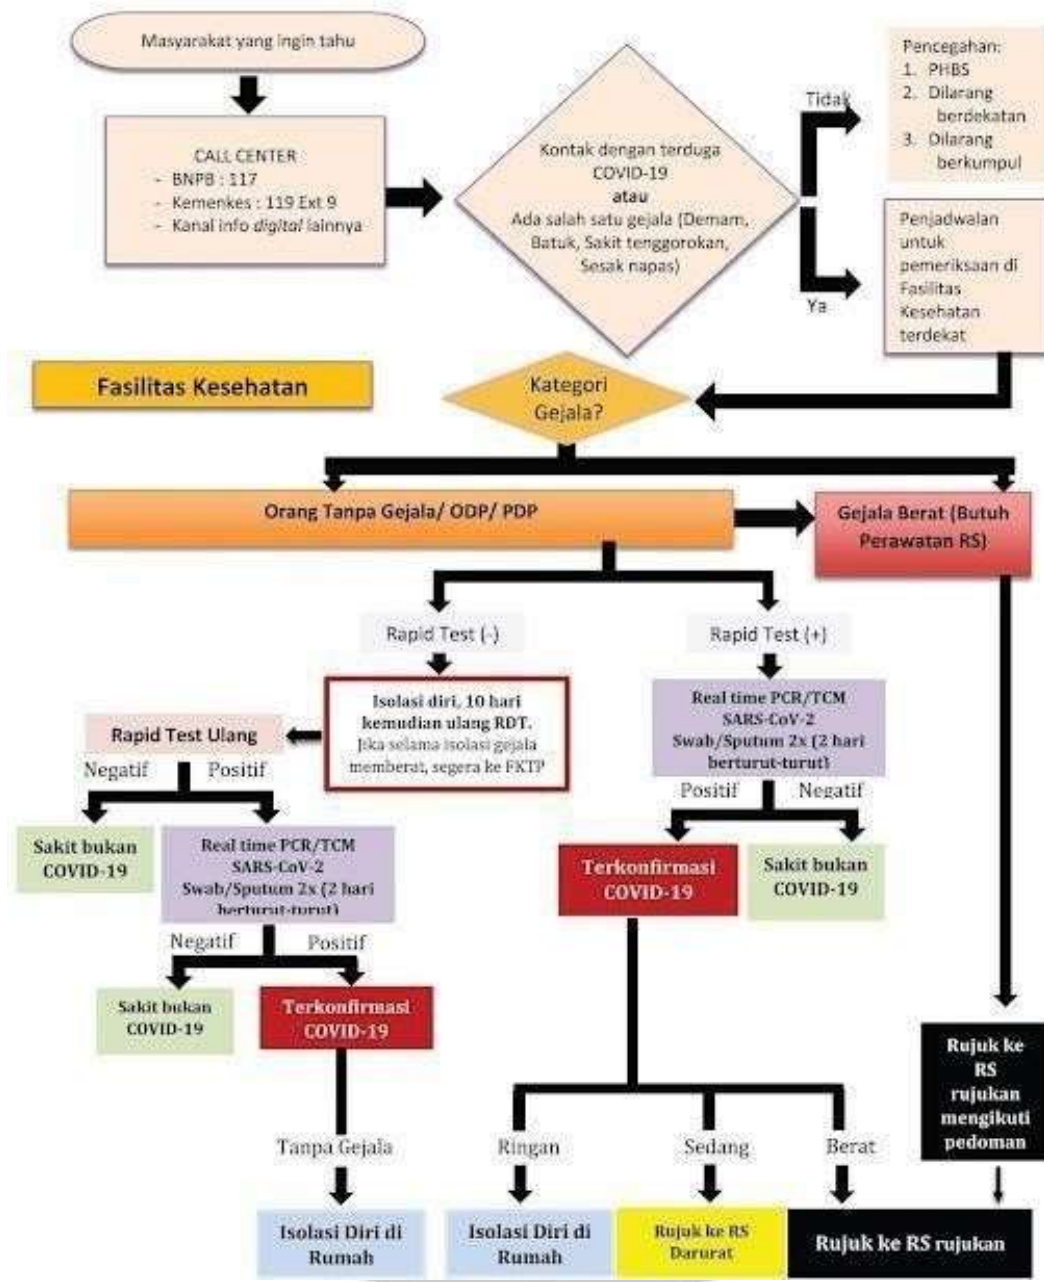 Masyarakat yang ingin tahu
CALL CENTER
- BNPB : 117
- Kemenkes : 119 Ext 9
- Kanal info digital lainnya
Kontak dengan terduga
COVID-19
atau
Ada salah satu gejala (Demam,
Batuk, Sakit tenggorokan,
Sesak napas)
Tidak
Pencegahan:
1. PHBS
2. Dilarang
berdekatan
3. Dilarang
berkumpul
Ya
Penjadwalan
untuk
pemeriksaan di
Fasilitas
Kesehatan
terdekat
Fasilitas Kesehatan
Kategori
Gejala?
Orang Tanpa Gejala/ ODP/ PDP
Gejala Berat (Butuh
Perawatan RS)
Rapid Test (-)
Rapid Test (+)
Isolasi diri, 10 hari
kemudian ulang RDT.
Jika selama isolasi gejala
memberat, segera ke FKTP
Real time PCR/TCM
SARS-CoV-2
Swab/Sputum 2x (2 hari
berturut-turut)
Rapid Test Ulang
Negatif
Positif
Positif
Negatif
Sakit bukan
COVID-19
Real time PCR/TCM
SARS-CoV-2
Swab/Sputum 2x (2 hari
berturut-turut)
Terkonfirmasi
COVID-19
Sakit bukan
COVID-19
Negatif
Positif
Sakit bukan
COVID-19
Terkonfirmasi
COVID-19
Rujuk ke
RS
rujukan
mengikuti
pedoman
Tanpa Gejala
Ringan
Sedang
Berat
Isolasi Diri di
Rumah
Isolasi Diri di
Rumah
Rujuk ke RS
Darurat
Rujuk ke RS rujukan